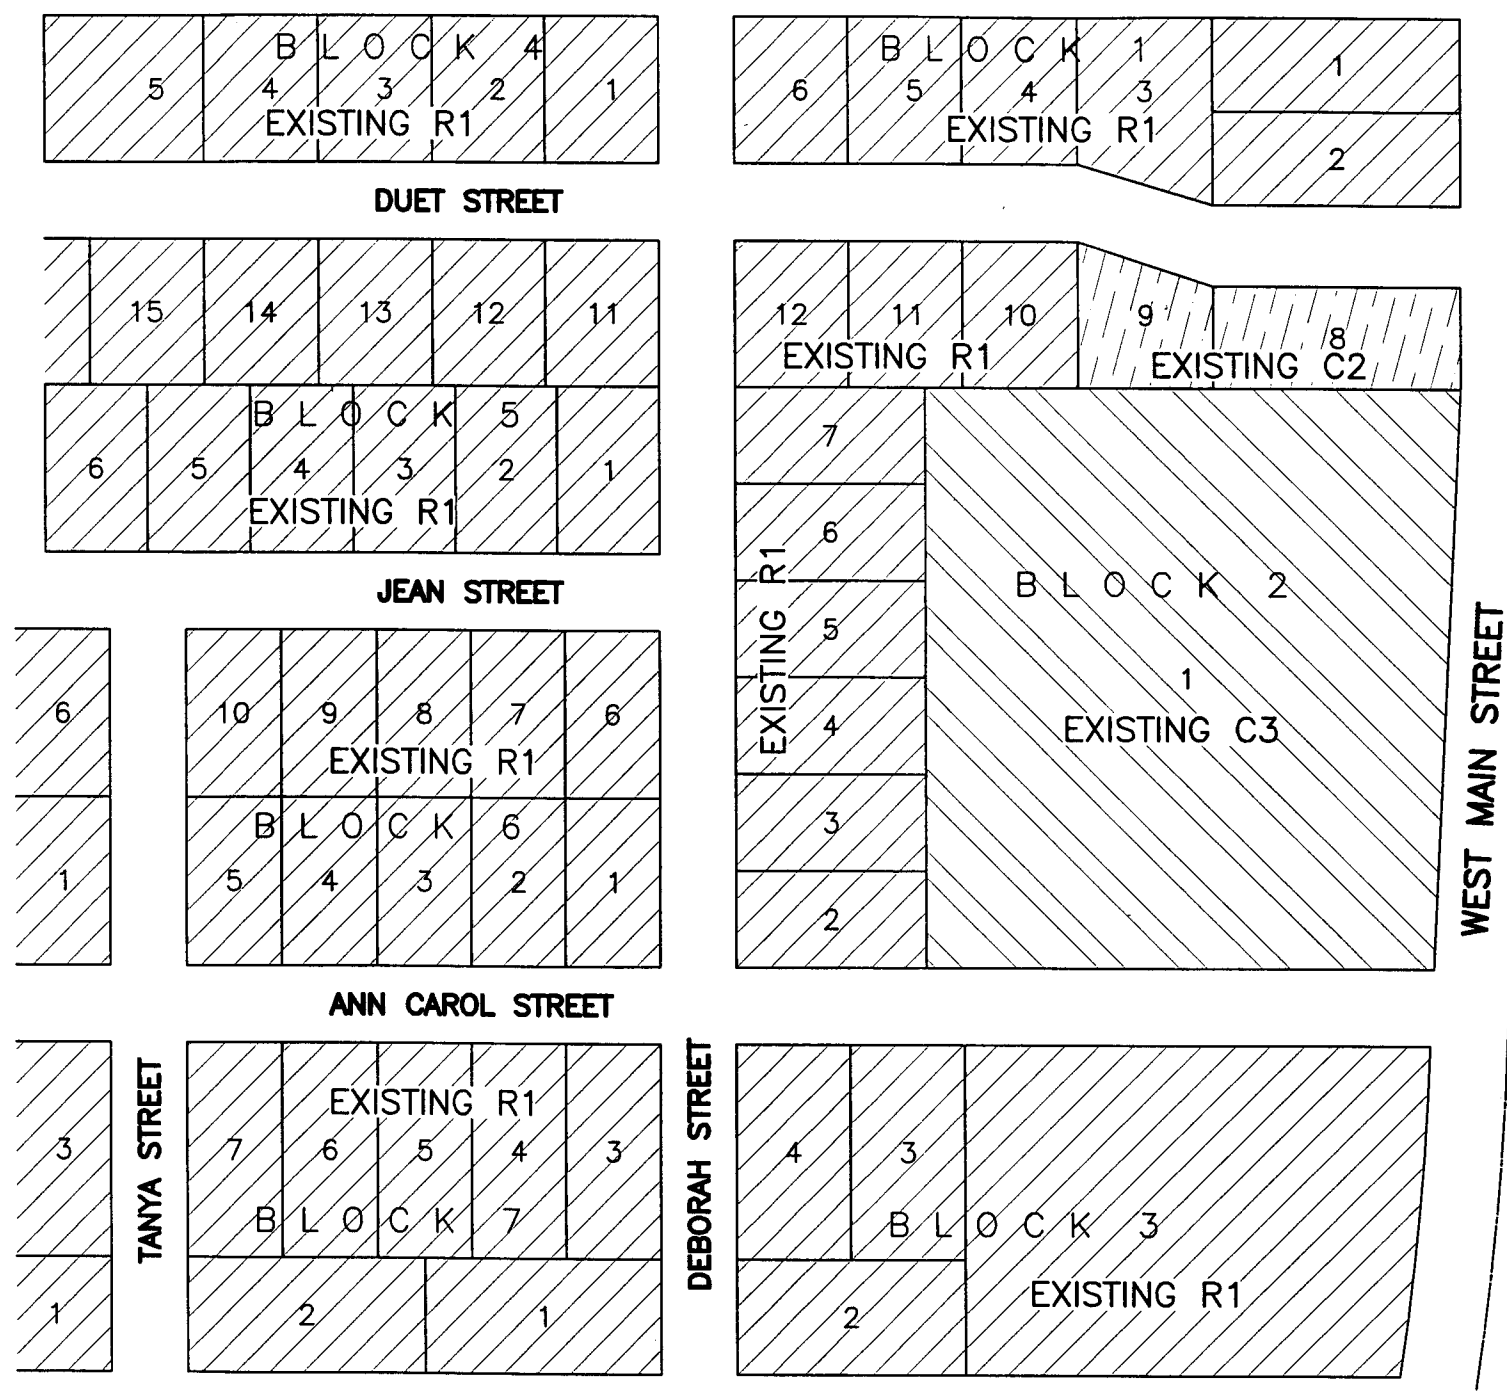 BLOCK 4
5 4 3 2 1
EXISTING R1
BLOCK 1
6 5 4 3
EXISTING R1
1
2
DUET STREET
15 14 13 12 11
BLOCK 5
6 5 4 3 2 1
EXISTING R1
12 11 10
EXISTING R1
9 8
EXISTING C2
7
6
5
4
3
2
EXISTING R1
BLOCK 2
1
EXISTING C3
WEST MAIN STREET
JEAN STREET
6
1
10 9 8 7 6
EXISTING R1
BLOCK 6
5 4 3 2 1
ANN CAROL STREET
3
1
TANYA STREET
EXISTING R1
7 6 5 4 3
BLOCK 7
2 1
DEBORAH STREET
4 3
BLOCK 3
EXISTING R1
2